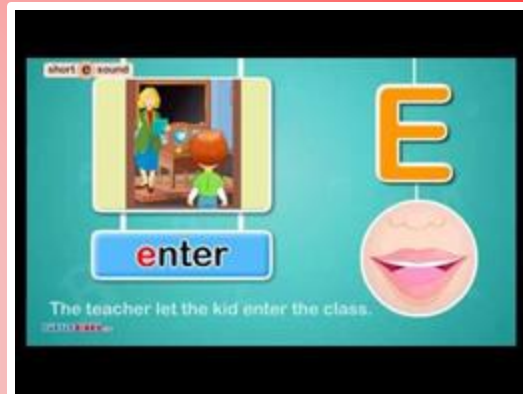 short e sound
E
enter
The teacher let the kid enter the class.